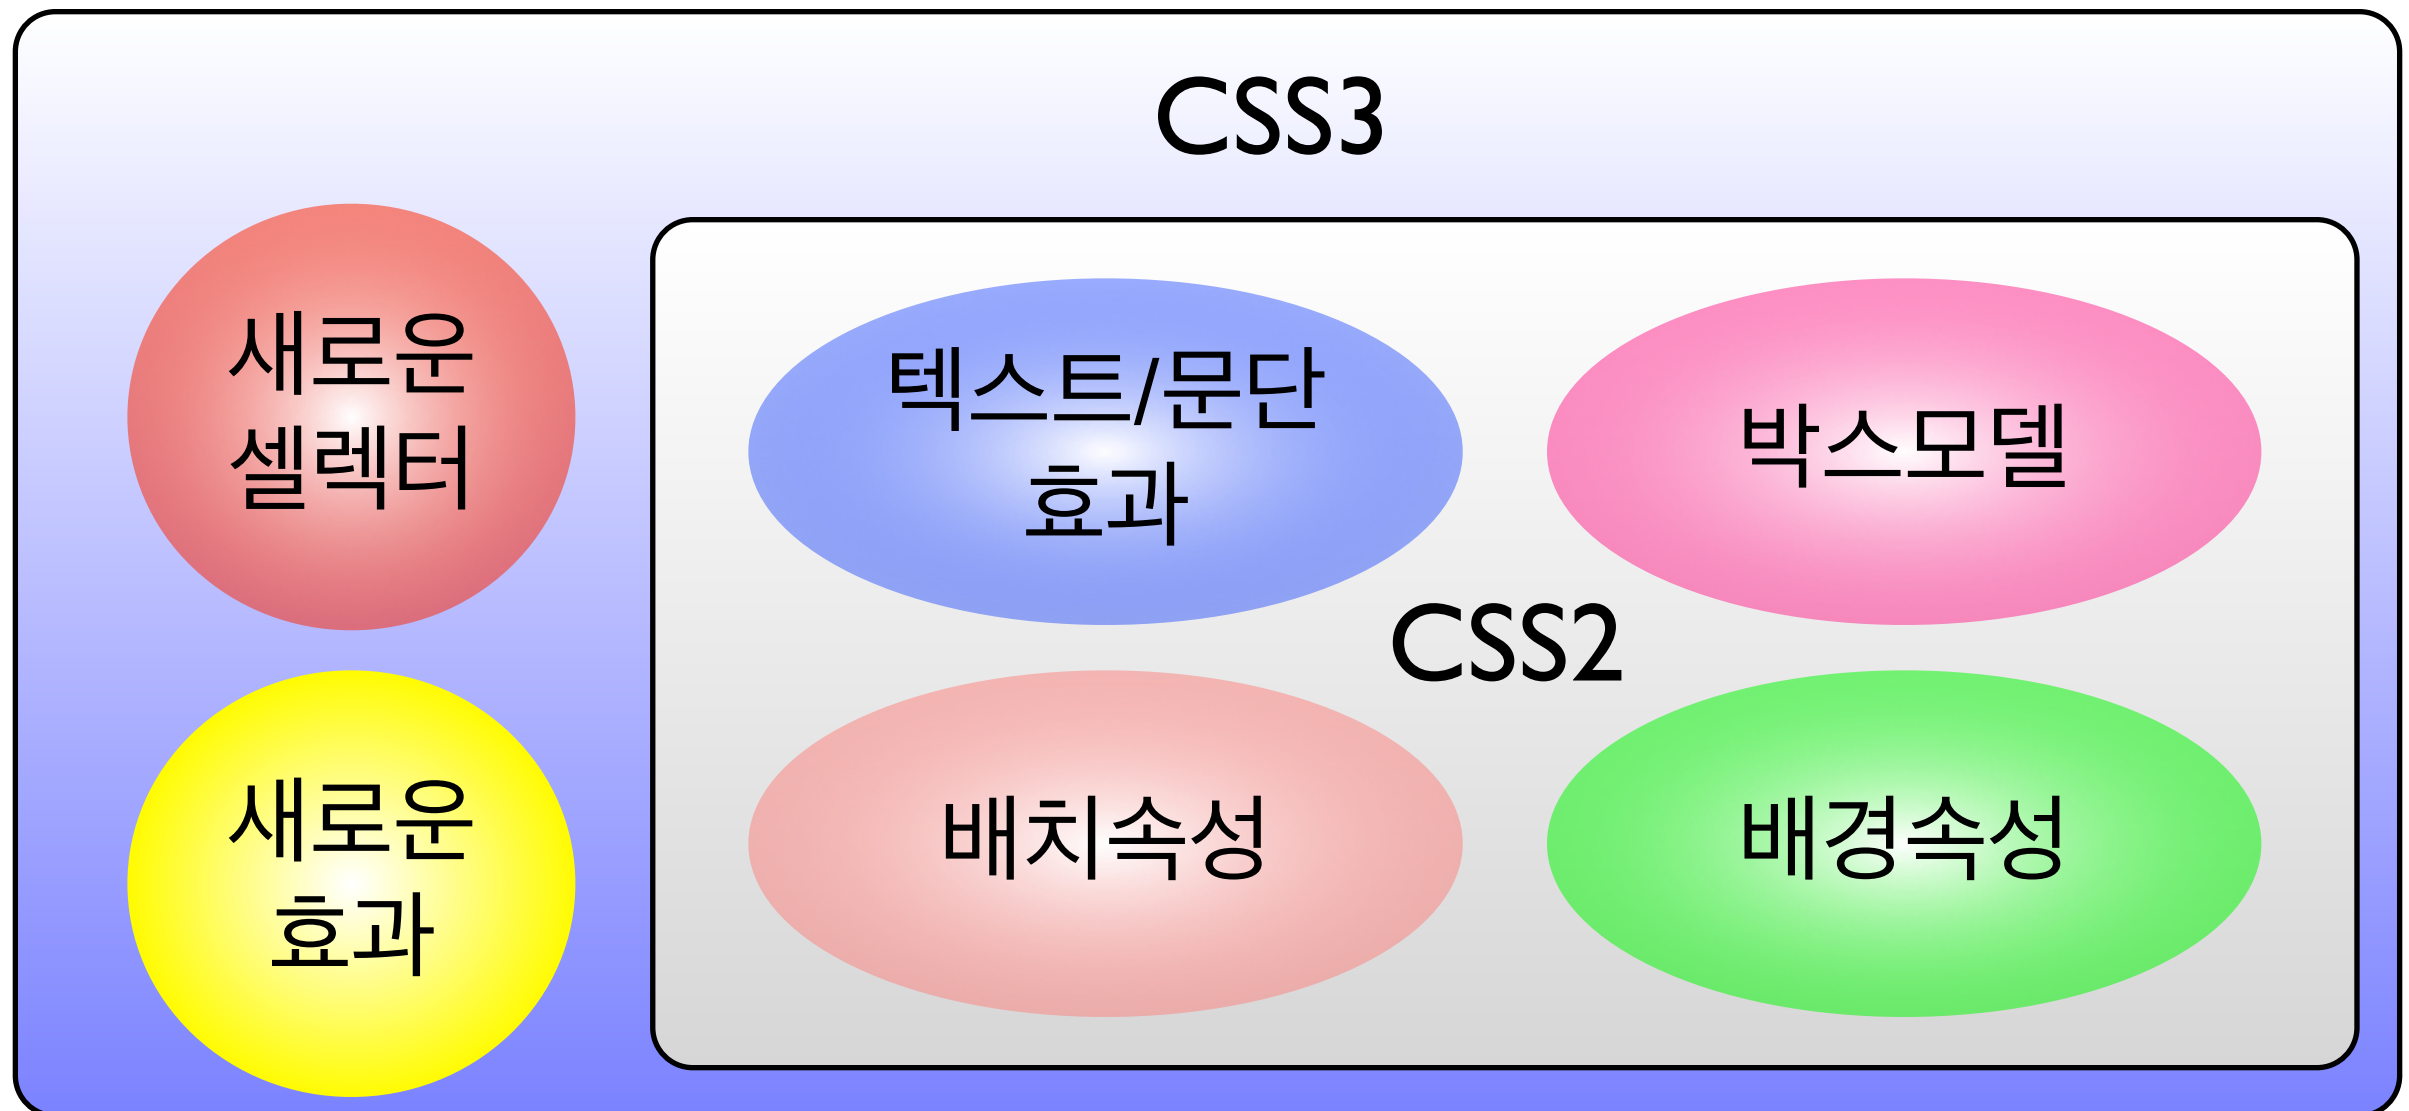 CSS3
새로운
셀렉터
새로운
효과
텍스트/문단
효과
박스모델
CSS2
배치속성
배경속성